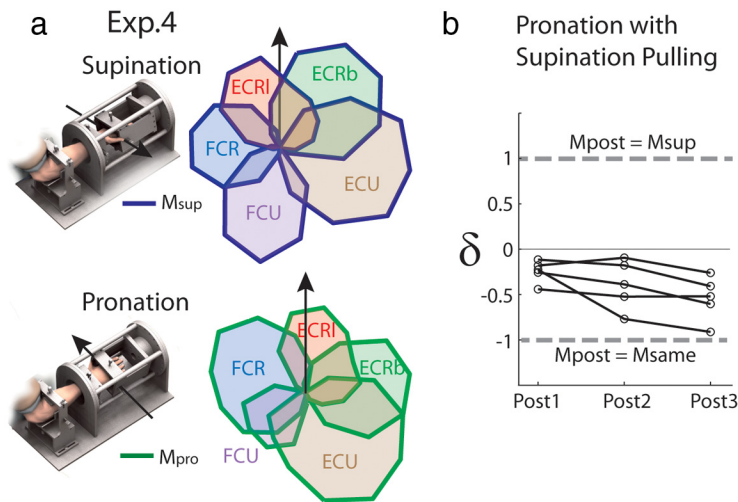 a
Exp.4
Supination
ECRl
ECRb
FCR
ECU
FCU
Msup
Pronation
ECRl
FCR
ECRb
FCU
ECU
Mpro
b
Pronation with
Supination Pulling
Mpost = Msup
1
0.5
0
δ
-0.5
-1
Mpost = Msame
Post1 Post2 Post3